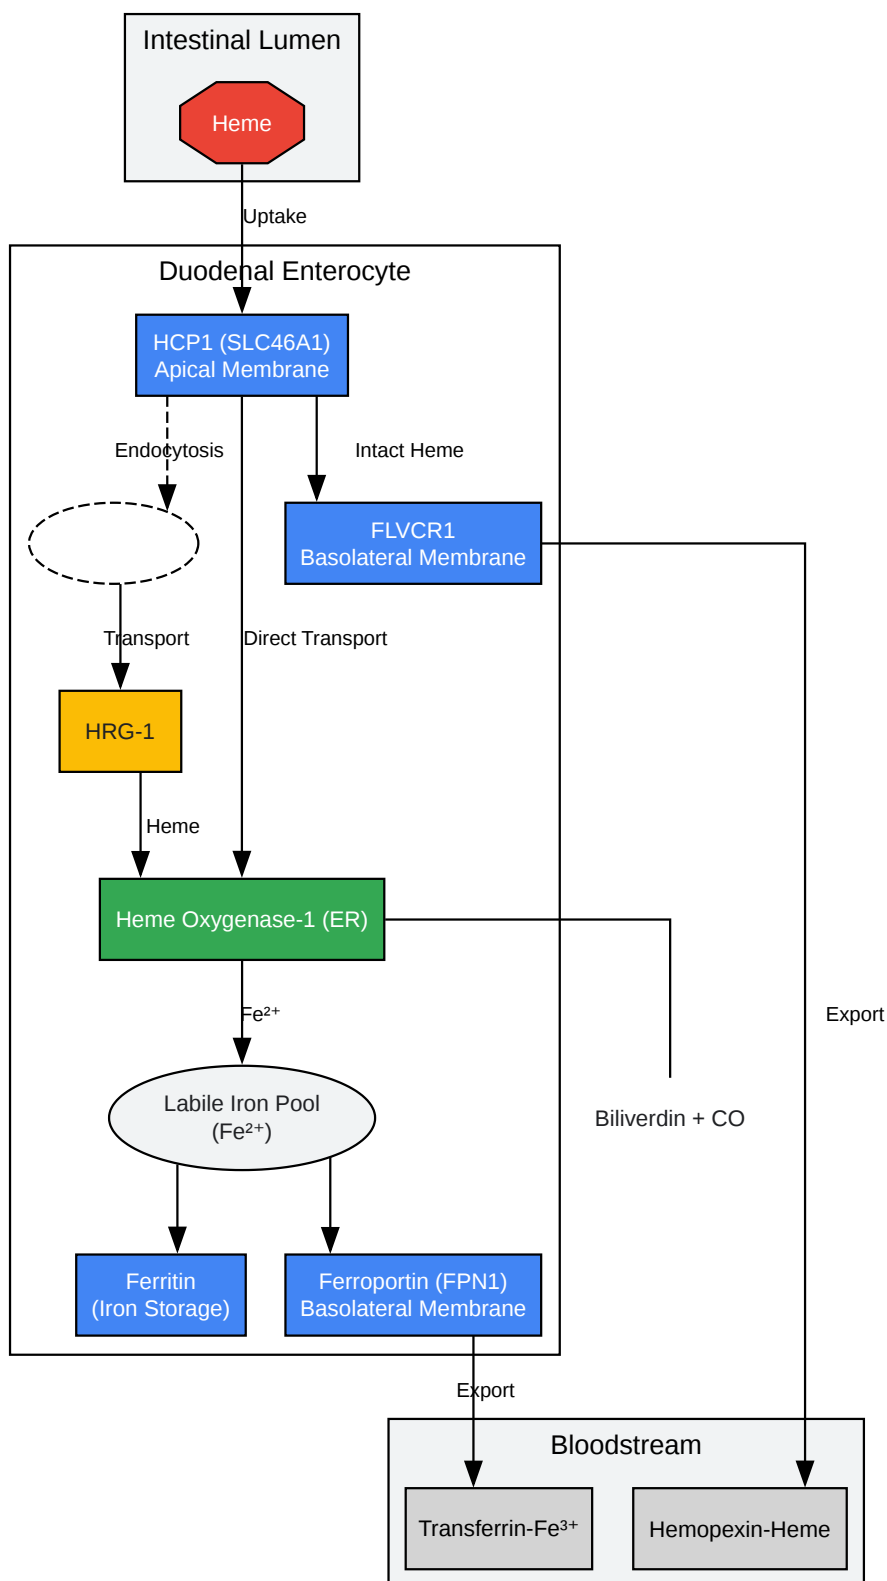 Intestinal Lumen
Heme
Uptake
Duodenal Enterocyte
HCP1 (SLC46A1)
Apical Membrane
Endocytosis
Intact Heme
FLVCR1
Basolateral Membrane
Transport
Direct Transport
HRG-1
Heme
Heme Oxygenase-1 (ER)
Fe²⁺
Export
Labile Iron Pool
(Fe²⁺)
Biliverdin + CO
Ferritin
(Iron Storage)
Ferroportin (FPN1)
Basolateral Membrane
Export
Bloodstream
Transferrin-Fe³⁺
Hemopexin-Heme